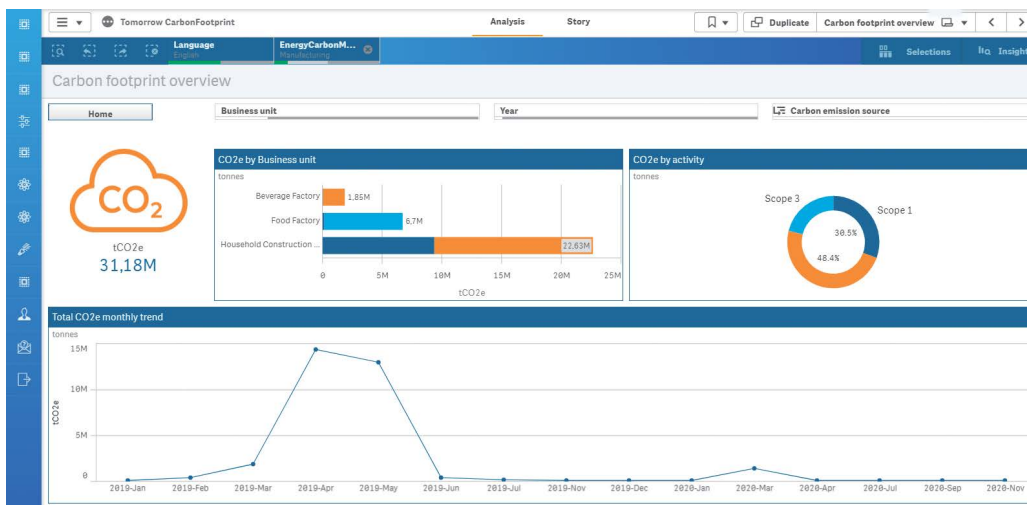 Tomorrow CarbonFootprint
Analysis
Story
Duplicate
Carbon footprint overview
Language
English
EnergyCarbonM...
Manufacturing
Selections
Insight
Carbon footprint overview
Home
Business unit
Year
Carbon emission source
CO2
tCO2e
31,18M
CO2e by Business unit
tonnes
Beverage Factory
1,85M
Food Factory
6,7M
Household Construction ...
22,63M
0 5M 10M 15M 20M 25M
tCO2e
CO2e by activity
tonnes
Scope 3
Scope 1
30.5%
48.4%
Total CO2e monthly trend
tonnes
15M
10M
5M
0
tCO2e
2019-Jan 2019-Feb 2019-Mar 2019-Apr 2019-May 2019-Jun 2019-Jul 2019-Nov 2019-Dec 2020-Jan 2020-Mar 2020-Apr 2020-Jul 2020-Sep 2020-Nov